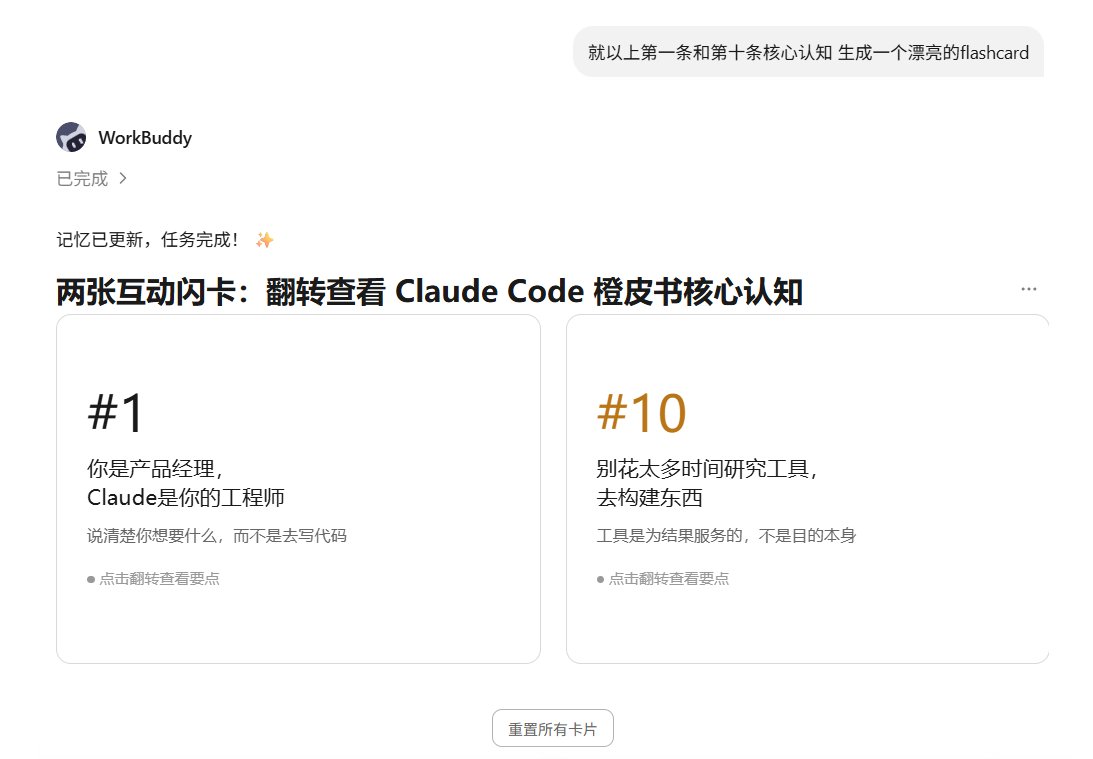 就以上第一条和第十条核心认知 生成一个漂亮的flashcard
WorkBuddy
已完成 >
记忆已更新，任务完成！ ✨
两张互动闪卡：翻转查看 Claude Code 橙皮书核心认知
...
#1
你是产品经理，
Claude是你的工程师
说清楚你想要什么，而不是去写代码
● 点击翻转查看要点
#10
别花太多时间研究工具，
去构建东西
工具是为结果服务的，不是目的本身
● 点击翻转查看要点
重置所有卡片